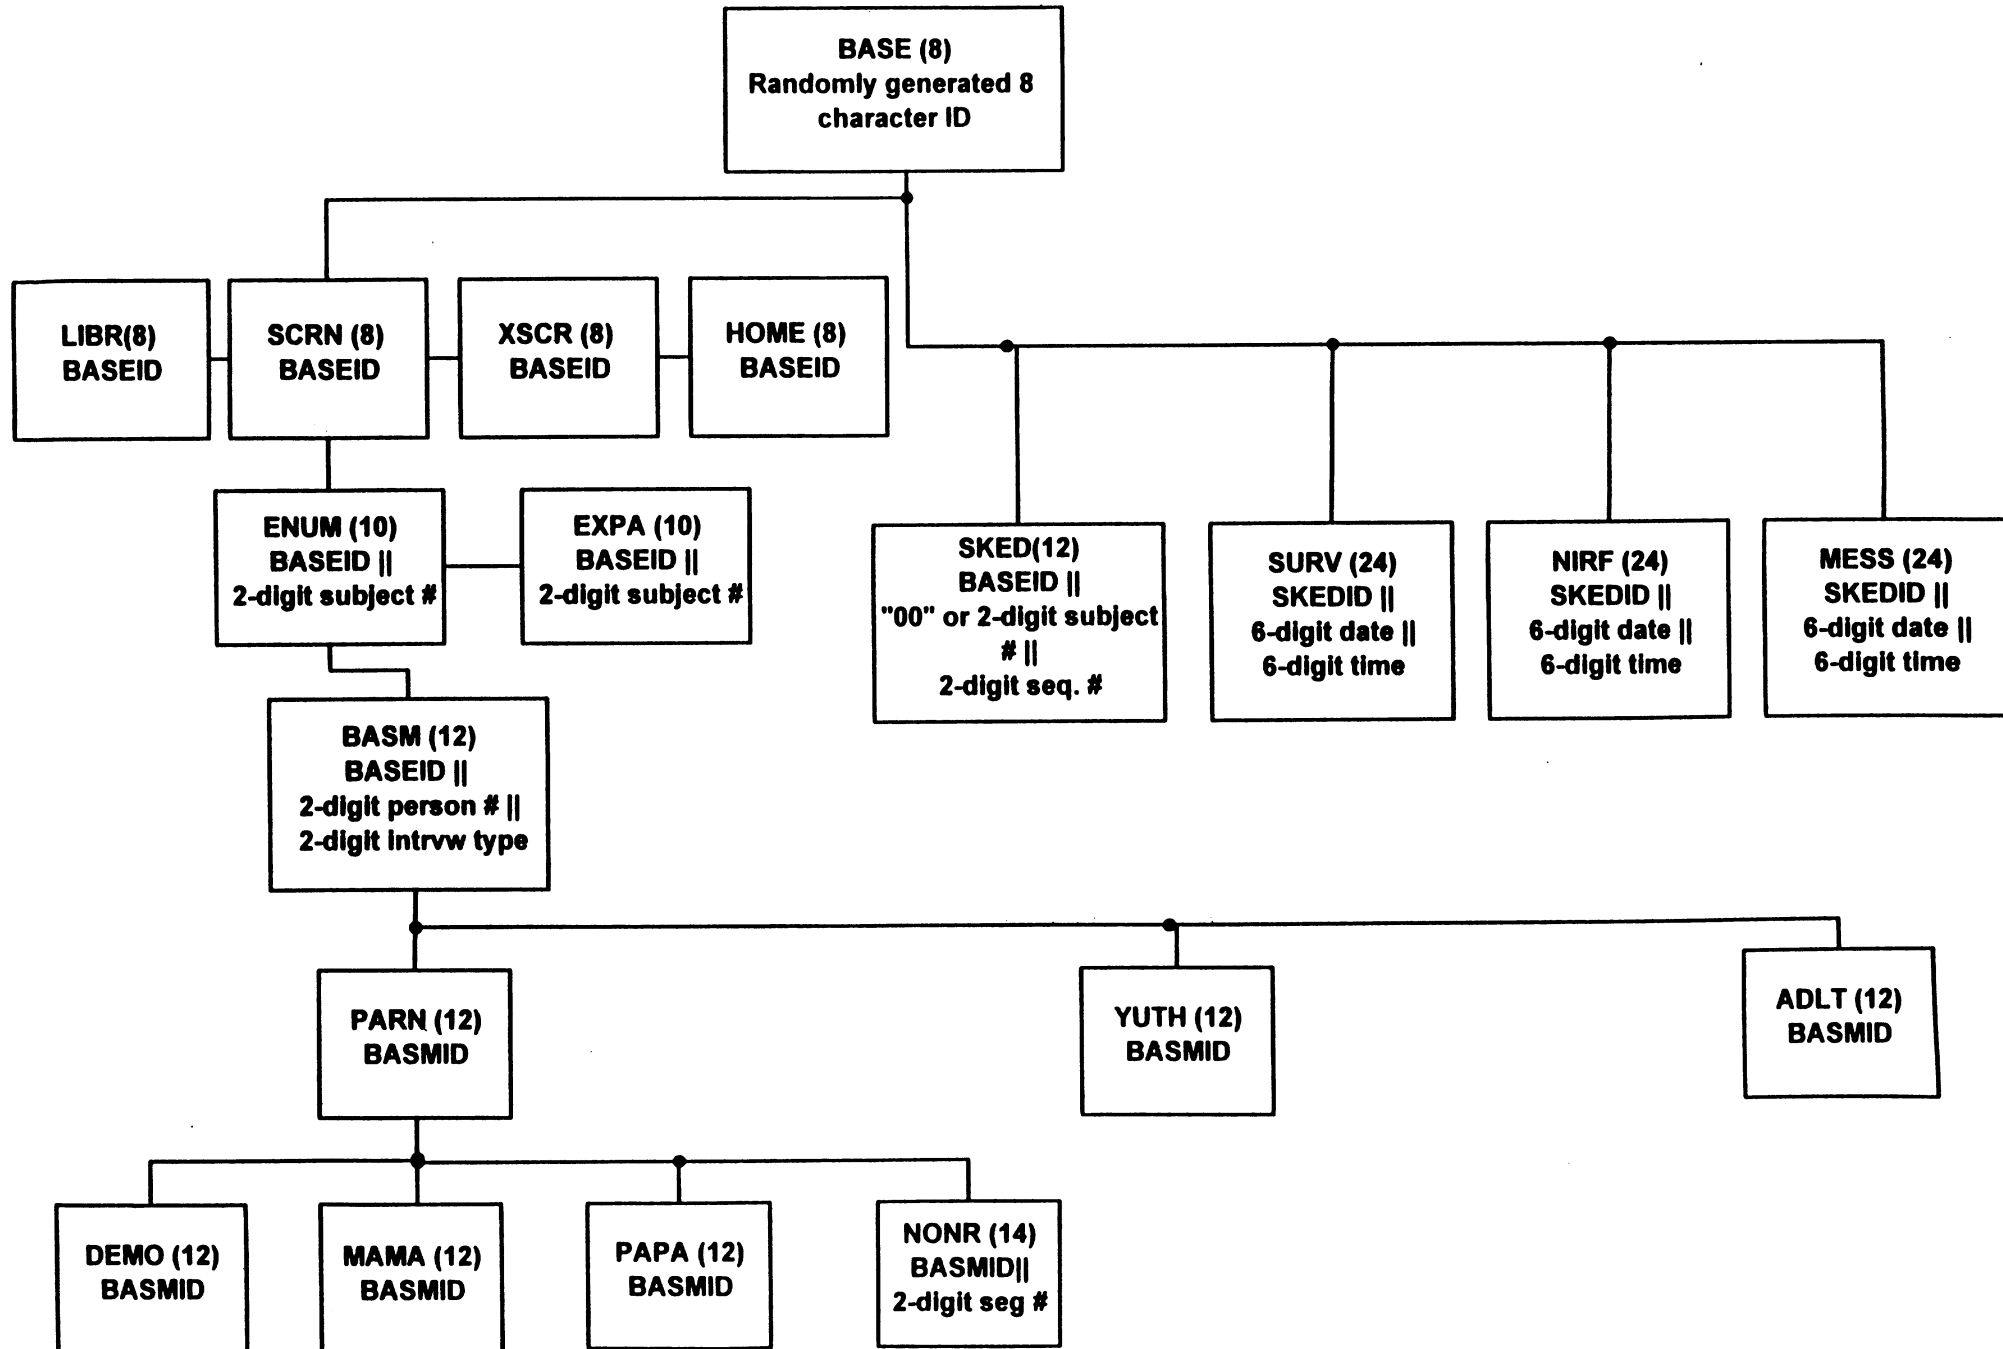 BASE (8)
Randomly generated 8
character ID
LIBR(8)
BASEID
SCRN (8)
BASEID
XSCR (8)
BASEID
HOME (8)
BASEID
ENUM (10)
BASEID ||
2-digit subject #
EXPA (10)
BASEID ||
2-digit subject #
SKED(12)
BASEID ||
"00" or 2-digit subject
# ||
2-digit seq. #
SURV (24)
SKEDID ||
6-digit date ||
6-digit time
NIRF (24)
SKEDID ||
6-digit date ||
6-digit time
MESS (24)
SKEDID ||
6-digit date ||
6-digit time
BASM (12)
BASEID ||
2-digit person # ||
2-digit intrvw type
PARN (12)
BASMID
YUTH (12)
BASMID
ADLT (12)
BASMID
DEMO (12)
BASMID
MAMA (12)
BASMID
PAPA (12)
BASMID
NONR (14)
BASMID||
2-digit seg #